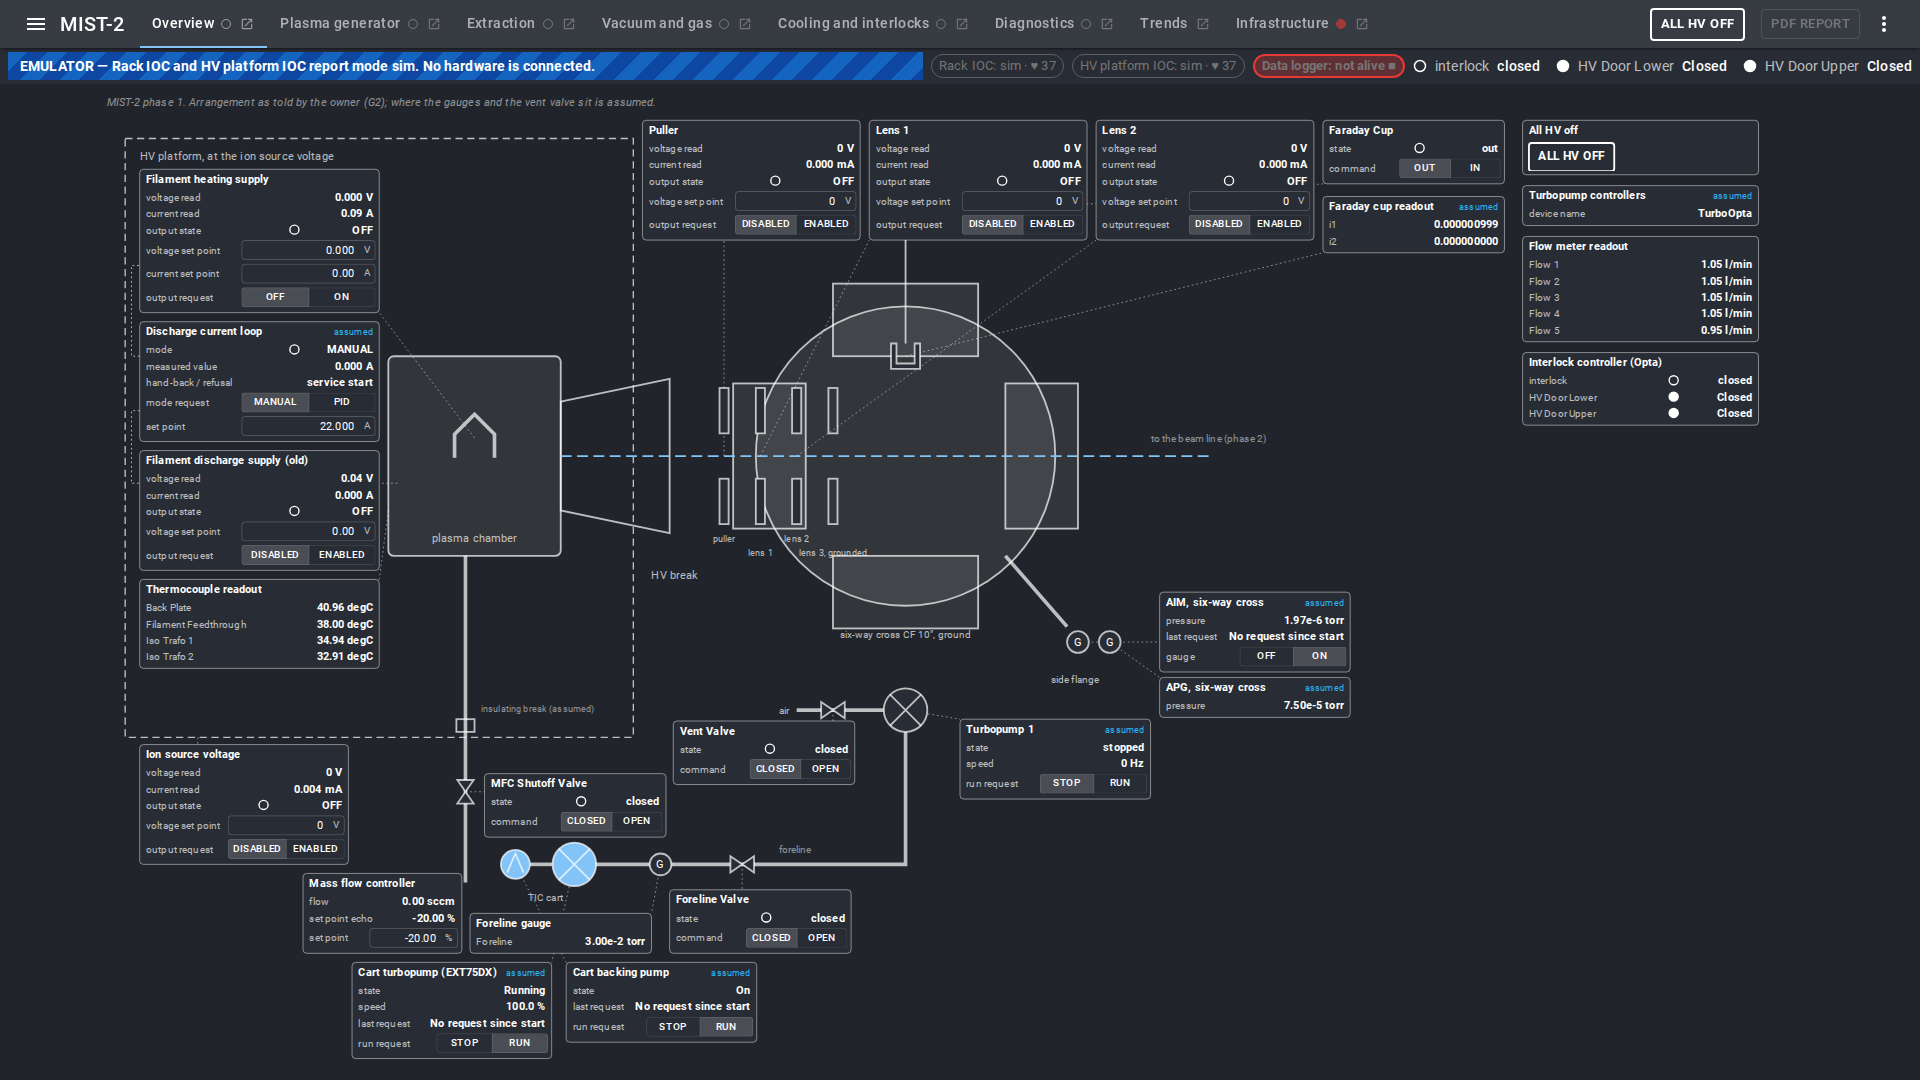 MIST-2
Overview
Plasma generator
Extraction
Vacuum and gas
Cooling and interlocks
Diagnostics
Trends
Infrastructure
ALL HV OFF
PDF REPORT
EMULATOR — Rack IOC and HV platform IOC report mode sim. No hardware is connected.
Rack IOC: sim · ♥ 37
HV platform IOC: sim · ♥ 37
Data logger: not alive ■
interlock closed
HV Door Lower Closed
HV Door Upper Closed
MIST-2 phase 1. Arrangement as told by the owner (G2); where the gauges and the vent valve sit is assumed.
HV platform, at the ion source voltage
Filament heating supply
voltage read 0.000 V
current read 0.09 A
output state OFF
voltage set point 0.000 V
current set point 0.00 A
output request OFF ON
Discharge current loop assumed
mode MANUAL
measured value 0.000 A
hand-back / refusal service start
mode request MANUAL PID
set point 22.000 A
Filament discharge supply (old)
voltage read 0.04 V
current read 0.000 A
output state OFF
voltage set point 0.00 V
output request DISABLED ENABLED
Thermocouple readout
Back Plate 40.96 degC
Filament Feedthrough 38.00 degC
Iso Trafo 1 34.94 degC
Iso Trafo 2 32.91 degC
Puller
voltage read 0 V
current read 0.000 mA
output state OFF
voltage set point 0 V
output request DISABLED ENABLED
Lens 1
voltage read 0 V
current read 0.000 mA
output state OFF
voltage set point 0 V
output request DISABLED ENABLED
Lens 2
voltage read 0 V
current read 0.000 mA
output state OFF
voltage set point 0 V
output request DISABLED ENABLED
Faraday Cup
state out
command OUT IN
Faraday cup readout assumed
i1 0.000000999
i2 0.000000000
All HV off
ALL HV OFF
Turbopump controllers assumed
device name TurboOpta
Flow meter readout
Flow 1 1.05 l/min
Flow 2 1.05 l/min
Flow 3 1.05 l/min
Flow 4 1.05 l/min
Flow 5 0.95 l/min
Interlock controller (Opta)
interlock closed
HV Door Lower Closed
HV Door Upper Closed
plasma chamber
to the beam line (phase 2)
puller
lens 1
lens 2
lens 3, grounded
HV break
six-way cross CF 10", ground
G
G
side flange
AIM, six-way cross assumed
pressure 1.97e-6 torr
last request No request since start
gauge OFF ON
APG, six-way cross assumed
pressure 7.50e-5 torr
insulating break (assumed)
air
Vent Valve
state closed
command CLOSED OPEN
Turbopump 1 assumed
state stopped
speed 0 Hz
run request STOP RUN
Ion source voltage
voltage read 0 V
current read 0.004 mA
output state OFF
voltage set point 0 V
output request DISABLED ENABLED
MFC Shutoff Valve
state closed
command CLOSED OPEN
G
foreline
TIC cart
Mass flow controller
flow 0.00 sccm
set point echo -20.00 %
set point -20.00 %
Foreline gauge
Foreline 3.00e-2 torr
Foreline Valve
state closed
command CLOSED OPEN
Cart turbopump (EXT75DX) assumed
state Running
speed 100.0 %
last request No request since start
run request STOP RUN
Cart backing pump assumed
state On
last request No request since start
run request STOP RUN